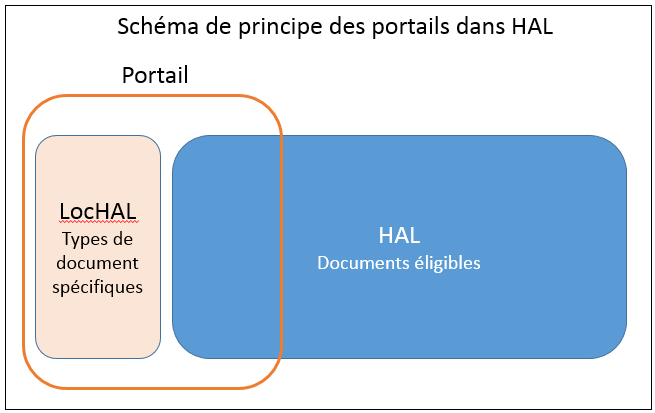 Schéma de principe des portails dans HAL
Portail
LocHAL
Types de
document
spécifiques
HAL
Documents éligibles